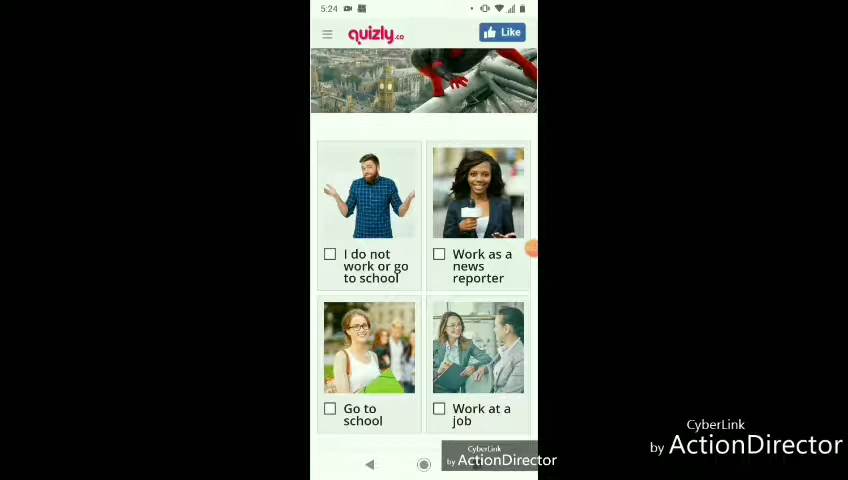 5:24
quizly.co
Like
I do not
work or go
to school
Work as a
news
reporter
Go to
school
Work at a
job
CyberLink
by ActionDirector
CyberLink
by ActionDirector